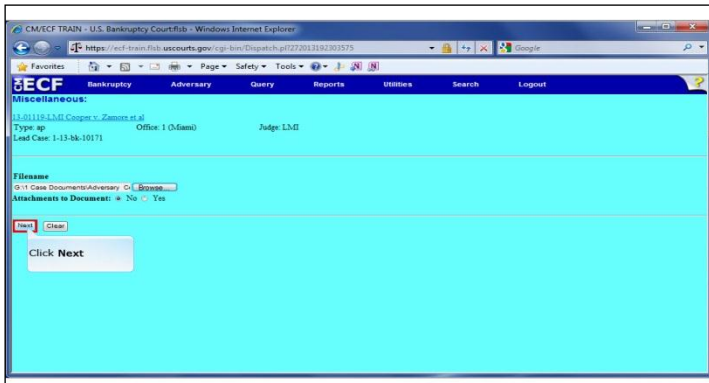 CM/ECF TRAIN - U.S. Bankruptcy Court:flsb - Windows Internet Explorer
https://ecf-train.flsb.uscourts.gov/cgi-bin/Dispatch.pl?272013192303575
Google
Favorites Page Safety Tools
ECF Bankruptcy Adversary Query Reports Utilities Search Logout ?
Miscellaneous:
13-01119-LMI Cooper v. Zamore et al
Type: ap Office: 1 (Miami) Judge: LMI
Lead Case: 1-13-bk-10171
Filename
G:\1 Case Documents\Adversary Browse...
Attachments to Document: No Yes
Next Clear
Click Next